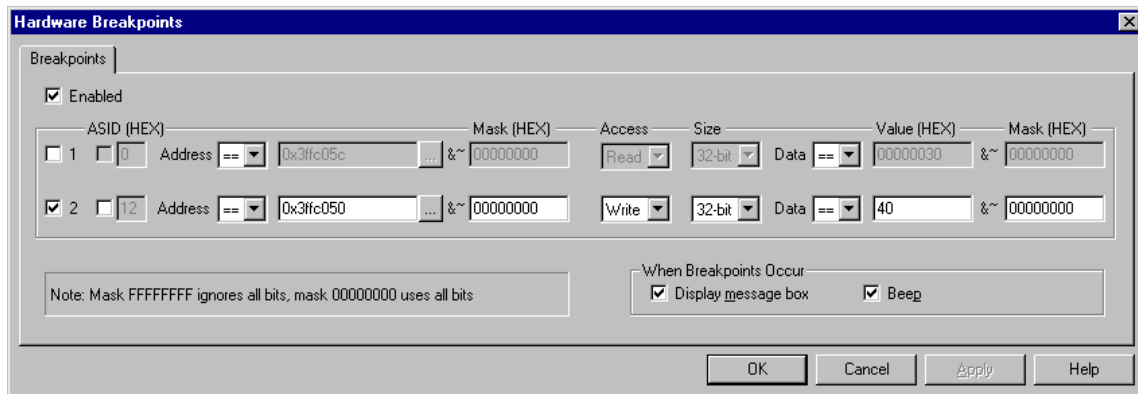 Hardware Breakpoints
Breakpoints
Enabled
ASID (HEX) Mask (HEX) Access Size Value (HEX) Mask (HEX)
1 0 Address == 0x3ffc05c ... &~ 00000000 Read 32-bit Data == 00000030 &~ 00000000
2 12 Address == 0x3ffc050 ... &~ 00000000 Write 32-bit Data == 40 &~ 00000000
When Breakpoints Occur
Note: Mask FFFFFFFF ignores all bits, mask 00000000 uses all bits
Display message box Beep
OK Cancel Apply Help